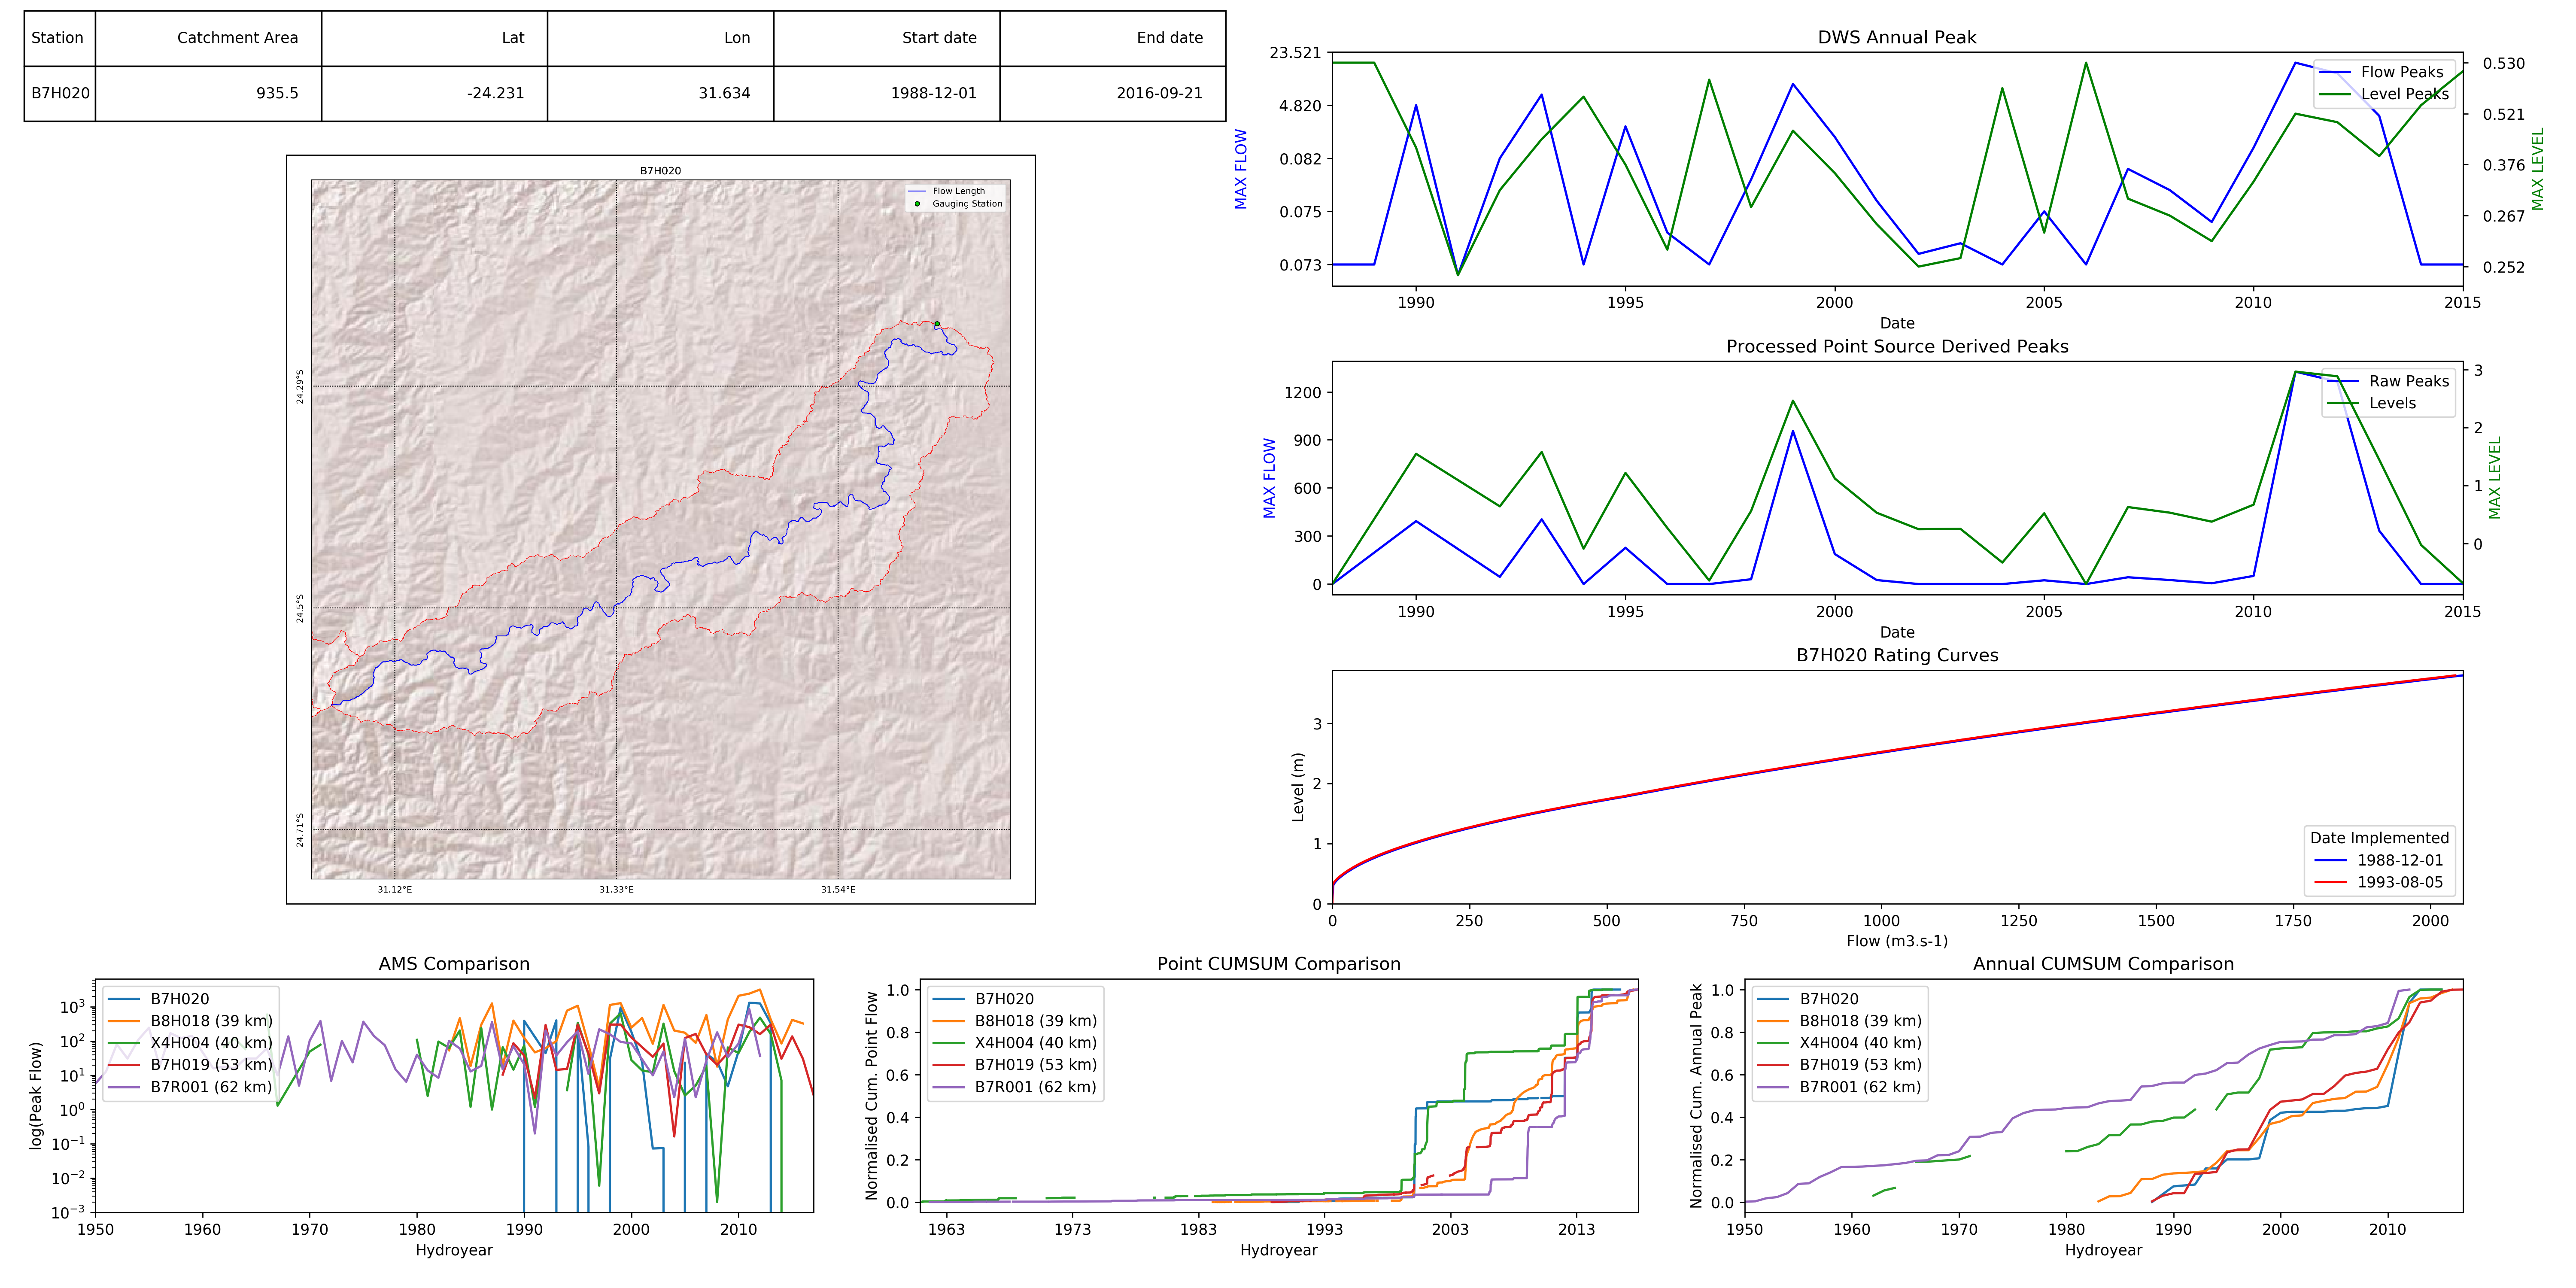 Station Catchment Area Lat Lon Start date End date
B7H020 935.5 -24.231 31.634 1988-12-01 2016-09-21
B7H020
Flow Length
Gauging Station
24.29°S
24.5°S
24.71°S
31.12°E 31.33°E 31.54°E
DWS Annual Peak
MAX FLOW
23.521
4.820
0.082
0.075
0.073
Flow Peaks
Level Peaks
0.530
0.521
0.376
0.267
0.252
MAX LEVEL
1990 1995 2000 2005 2010 2015
Date
Processed Point Source Derived Peaks
MAX FLOW
1200
900
600
300
0
Raw Peaks
Levels
3
2
1
0
MAX LEVEL
1990 1995 2000 2005 2010 2015
Date
B7H020 Rating Curves
Level (m)
3
2
1
0
Date Implemented
1988-12-01
1993-08-05
0 250 500 750 1000 1250 1500 1750 2000
Flow (m3.s-1)
AMS Comparison
log(Peak Flow)
10³
10²
10¹
10⁰
10⁻¹
10⁻²
10⁻³
B7H020
B8H018 (39 km)
X4H004 (40 km)
B7H019 (53 km)
B7R001 (62 km)
1950 1960 1970 1980 1990 2000 2010
Hydroyear
Point CUMSUM Comparison
Normalised Cum. Point Flow
1.0
0.8
0.6
0.4
0.2
0.0
B7H020
B8H018 (39 km)
X4H004 (40 km)
B7H019 (53 km)
B7R001 (62 km)
1963 1973 1983 1993 2003 2013
Hydroyear
Annual CUMSUM Comparison
Normalised Cum. Annual Peak
1.0
0.8
0.6
0.4
0.2
0.0
B7H020
B8H018 (39 km)
X4H004 (40 km)
B7H019 (53 km)
B7R001 (62 km)
1950 1960 1970 1980 1990 2000 2010
Hydroyear